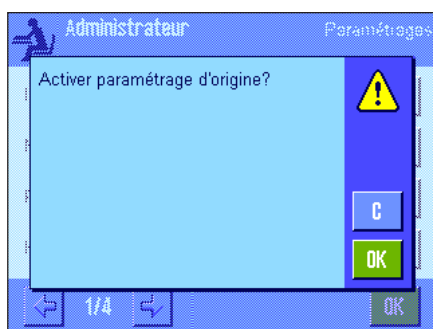 Administrateur
Paramétrages
Activer paramétrage d'origine?
C
OK
1/4
OK